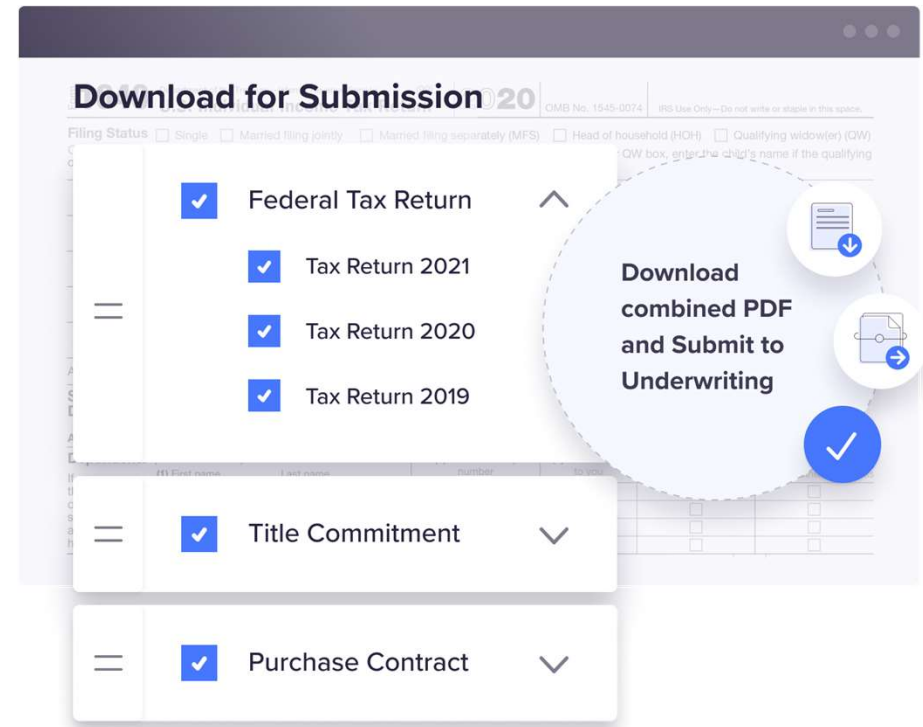 Download for Submission
20
OMB No. 1545-0074
IRS Use Only—Do not write or staple in this space.
Filing Status Single Married filing jointly Married filing separately (MFS) Head of household (HOH) Qualifying widow(er) (QW)
QW box, enter the child's name if the qualifying
Federal Tax Return
Tax Return 2021
Tax Return 2020
Tax Return 2019
Download
combined PDF
and Submit to
Underwriting
(1) First name Last name number to you
Title Commitment
Purchase Contract